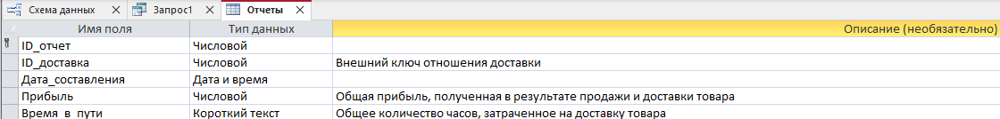 Схема данных Запрос1 Отчеты
Имя поля Тип данных Описание (необязательно)
ID_отчет Числовой
ID_доставка Числовой Внешний ключ отношения доставки
Дата_составления Дата и время
Прибыль Числовой Общая прибыль, полученная в результате продажи и доставки товара
Время_в_пути Короткий текст Общее количество часов, затраченное на доставку товара